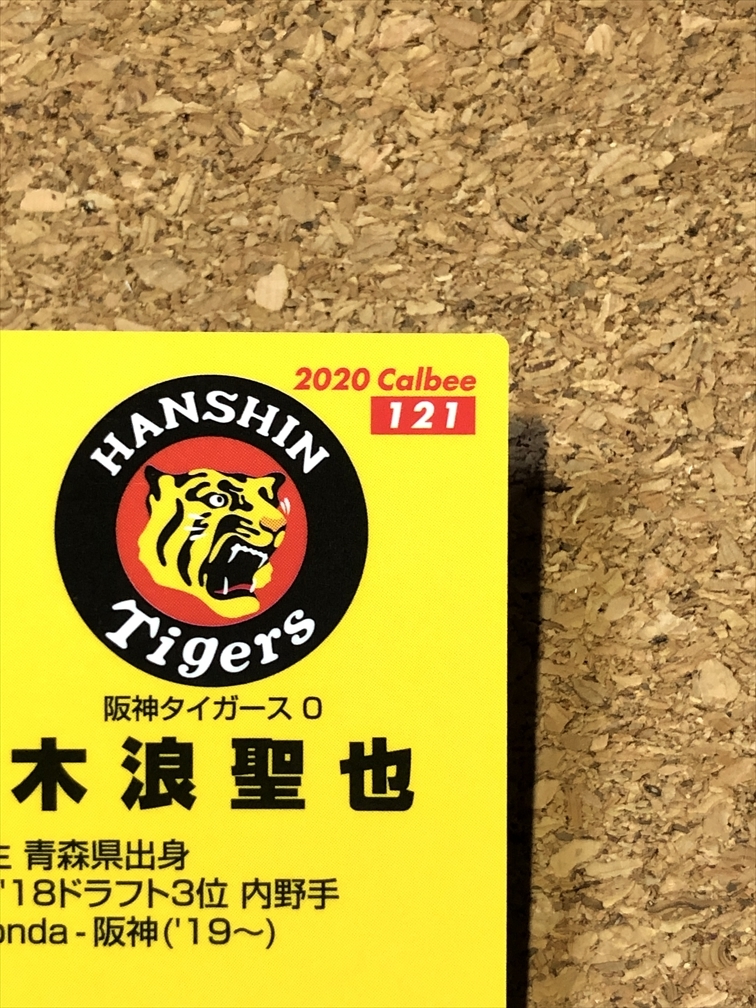 2020 Calbee
121
HANSHIN
Tigers
阪神タイガース 0
木浪聖也
青森県出身
'18ドラフト3位 内野手
onda - 阪神('19〜)